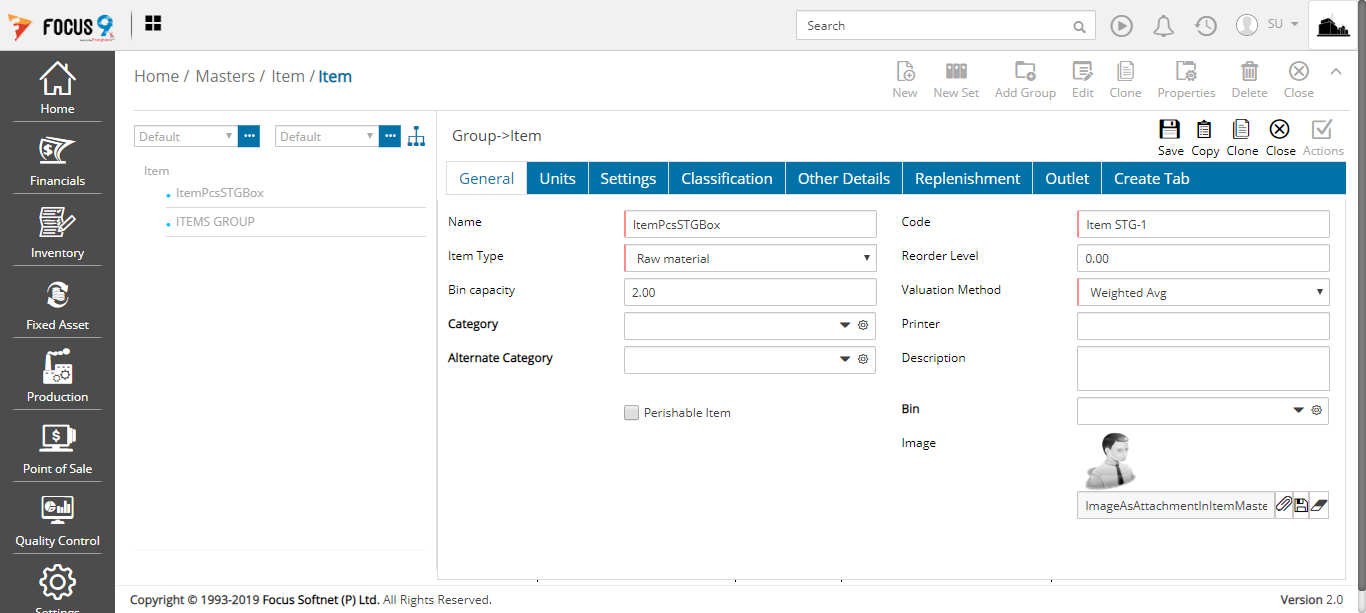 FOCUS 9
Search
SU
Home / Masters / Item / Item
New
New Set
Add Group
Edit
Clone
Properties
Delete
Close
Home
Financials
Inventory
Fixed Asset
Production
Point of Sale
Quality Control
Settings
Default
Default
Item
ItemPcsSTGBox
ITEMS GROUP
Group->Item
Save
Copy
Clone
Close
Actions
General
Units
Settings
Classification
Other Details
Replenishment
Outlet
Create Tab
Name
ItemPcsSTGBox
Code
Item STG-1
Item Type
Raw material
Reorder Level
0.00
Bin capacity
2.00
Valuation Method
Weighted Avg
Category
Printer
Alternate Category
Description
Perishable Item
Bin
Image
ImageAsAttachmentInItemMaste
Copyright © 1993-2019 Focus Softnet (P) Ltd. All Rights Reserved.
Version 2.0